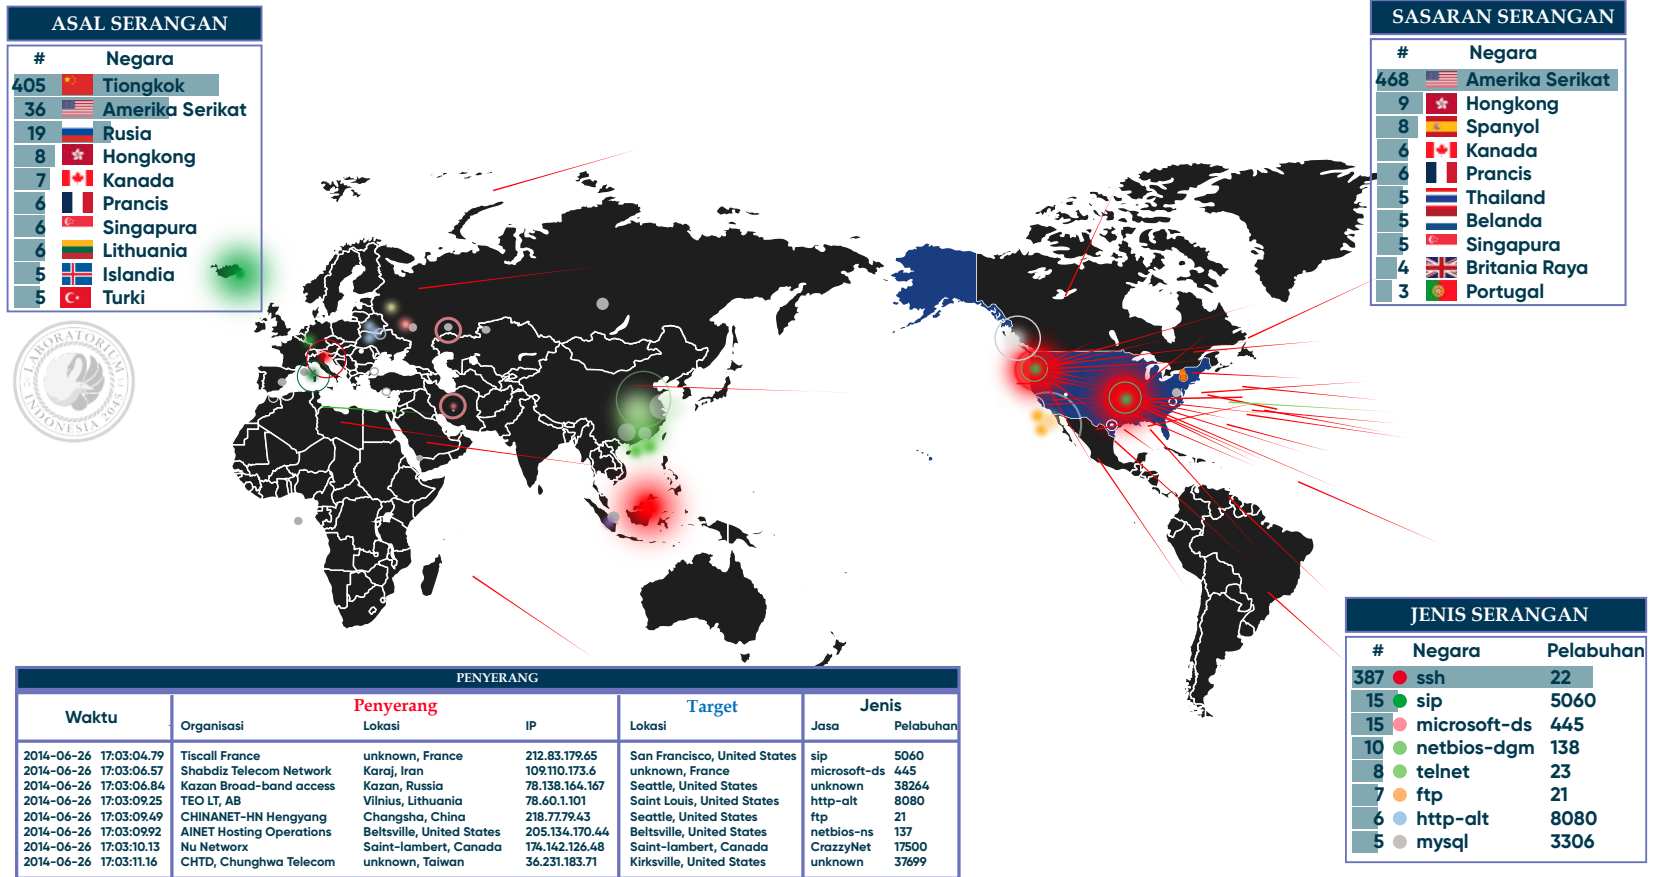 ASAL SERANGAN
# Negara
405 Tiongkok
36 Amerika Serikat
19 Rusia
8 Hongkong
7 Kanada
6 Prancis
6 Singapura
6 Lithuania
5 Islandia
5 Turki
LABORATORIUM
INDONESIA 2045
SASARAN SERANGAN
# Negara
468 Amerika Serikat
9 Hongkong
8 Spanyol
6 Kanada
6 Prancis
5 Thailand
5 Belanda
5 Singapura
4 Britania Raya
3 Portugal
JENIS SERANGAN
# Negara Pelabuhan
387 ssh 22
15 sip 5060
15 microsoft-ds 445
10 netbios-dgm 138
8 telnet 23
7 ftp 21
6 http-alt 8080
5 mysql 3306
PENYERANG
Waktu Penyerang Target Jenis
Organisasi Lokasi IP Lokasi Jasa Pelabuhan
2014-06-26 17:03:04.79 Tiscall France unknown, France 212.83.179.65 San Francisco, United States sip 5060
2014-06-26 17:03:06.57 Shabdiz Telecom Network Karaj, Iran 109.110.173.6 unknown, France microsoft-ds 445
2014-06-26 17:03:06.84 Kazan Broad-band access Kazan, Russia 78.138.164.167 Seattle, United States unknown 38264
2014-06-26 17:03:09.25 TEO LT, AB Vilnius, Lithuania 78.60.1.101 Saint Louis, United States http-alt 8080
2014-06-26 17:03:09.49 CHINANET-HN Hengyang Changsha, China 218.77.79.43 Seattle, United States ftp 21
2014-06-26 17:03:09.92 AINET Hosting Operations Beltsville, United States 205.134.170.44 Beltsville, United States netbios-ns 137
2014-06-26 17:03:10.13 Nu Networx Saint-lambert, Canada 174.142.126.48 Saint-lambert, Canada CrazzyNet 17500
2014-06-26 17:03:11.16 CHTD, Chunghwa Telecom unknown, Taiwan 36.231.183.71 Kirksville, United States unknown 37699